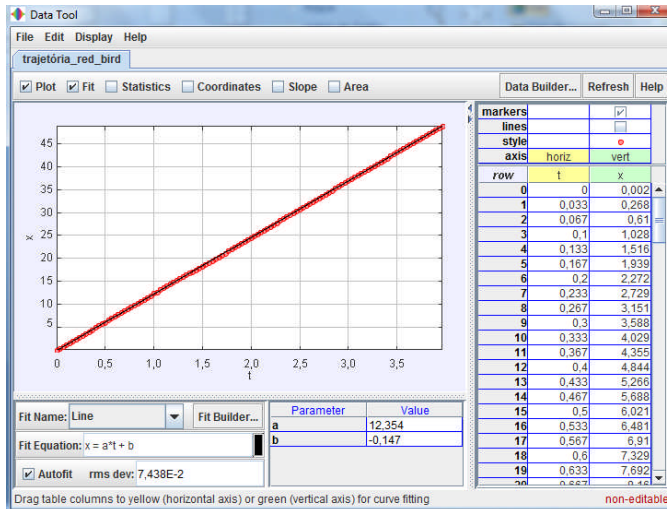 Data Tool
File Edit Display Help
trajetória_red_bird
Plot Fit Statistics Coordinates Slope Area Data Builder... Refresh Help
45
40
35
30
25
20
15
10
5
x
0 0,5 1,0 1,5 2,0 2,5 3,0 3,5
t
markers
lines
style
axis horiz vert
row t x
0 0 0,002
1 0,033 0,268
2 0,067 0,61
3 0,1 1,028
4 0,133 1,516
5 0,167 1,939
6 0,2 2,272
7 0,233 2,729
8 0,267 3,151
9 0,3 3,588
10 0,333 4,029
11 0,367 4,355
12 0,4 4,844
13 0,433 5,266
14 0,467 5,688
15 0,5 6,021
16 0,533 6,481
17 0,567 6,91
18 0,6 7,329
19 0,633 7,692
Fit Name: Line Fit Builder...
Fit Equation: x = a*t + b
Autofit rms dev: 7,438E-2
Parameter Value
a 12,354
b -0,147
Drag table columns to yellow (horizontal axis) or green (vertical axis) for curve fitting non-editable